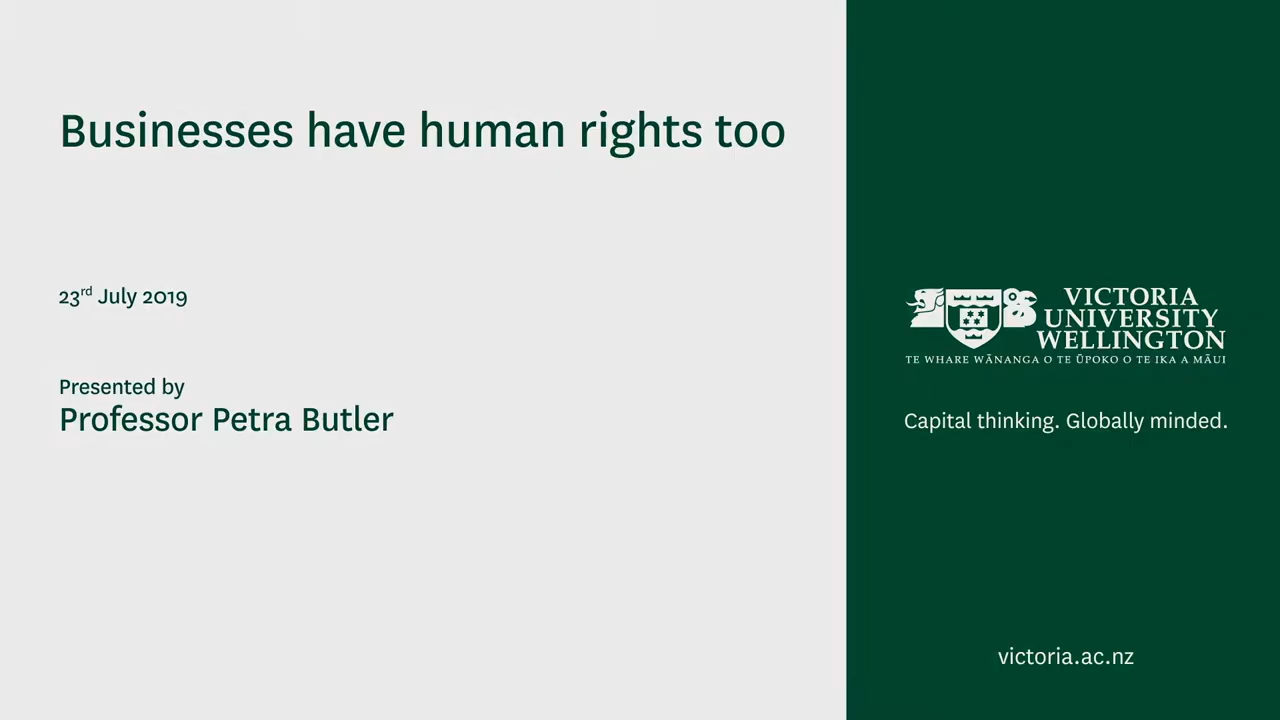 Businesses have human rights too
23rd July 2019
Presented by
Professor Petra Butler
VICTORIA
UNIVERSITY
WELLINGTON
TE WHARE WĀNANGA O TE ŪPOKO O TE IKA A MĀUI
Capital thinking. Globally minded.
victoria.ac.nz